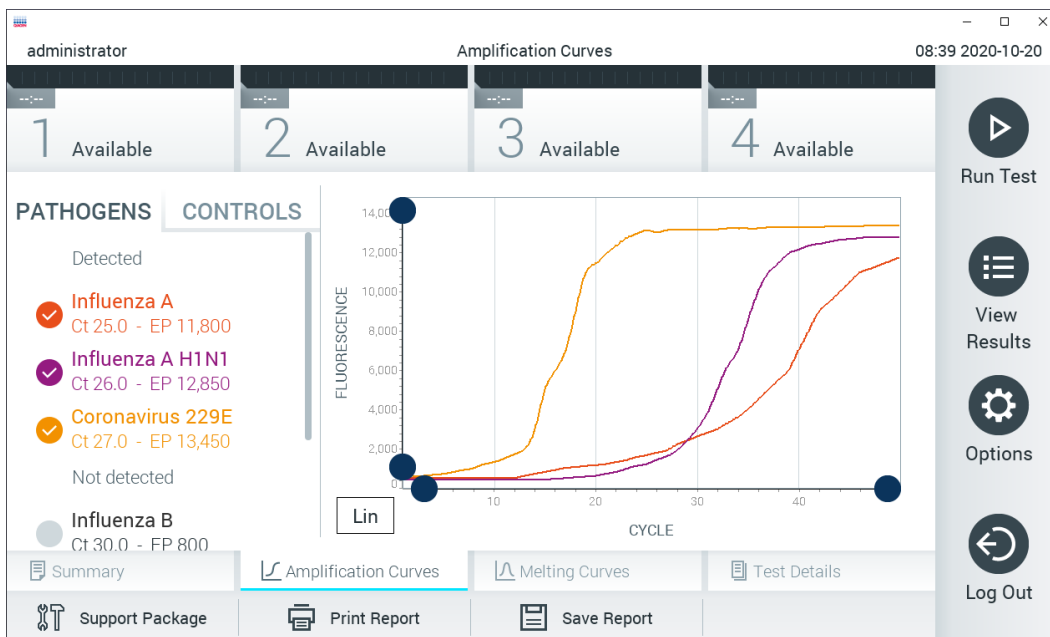 administrator
Amplification Curves
08:39 2020-10-20
--:--
--:--
--:--
--:--
1 Available
2 Available
3 Available
4 Available
Run Test
PATHOGENS
CONTROLS
Detected
Influenza A
Ct 25.0 - EP 11,800
Influenza A H1N1
Ct 26.0 - EP 12,850
Coronavirus 229E
Ct 27.0 - EP 13,450
Not detected
Influenza B
Ct 30.0 - EP 800
FLUORESCENCE
14,00
12,000
10,000
8,000
6,000
4,000
2,000
0
10
20
30
40
CYCLE
Lin
View
Results
Options
Log Out
Summary
Amplification Curves
Melting Curves
Test Details
Support Package
Print Report
Save Report